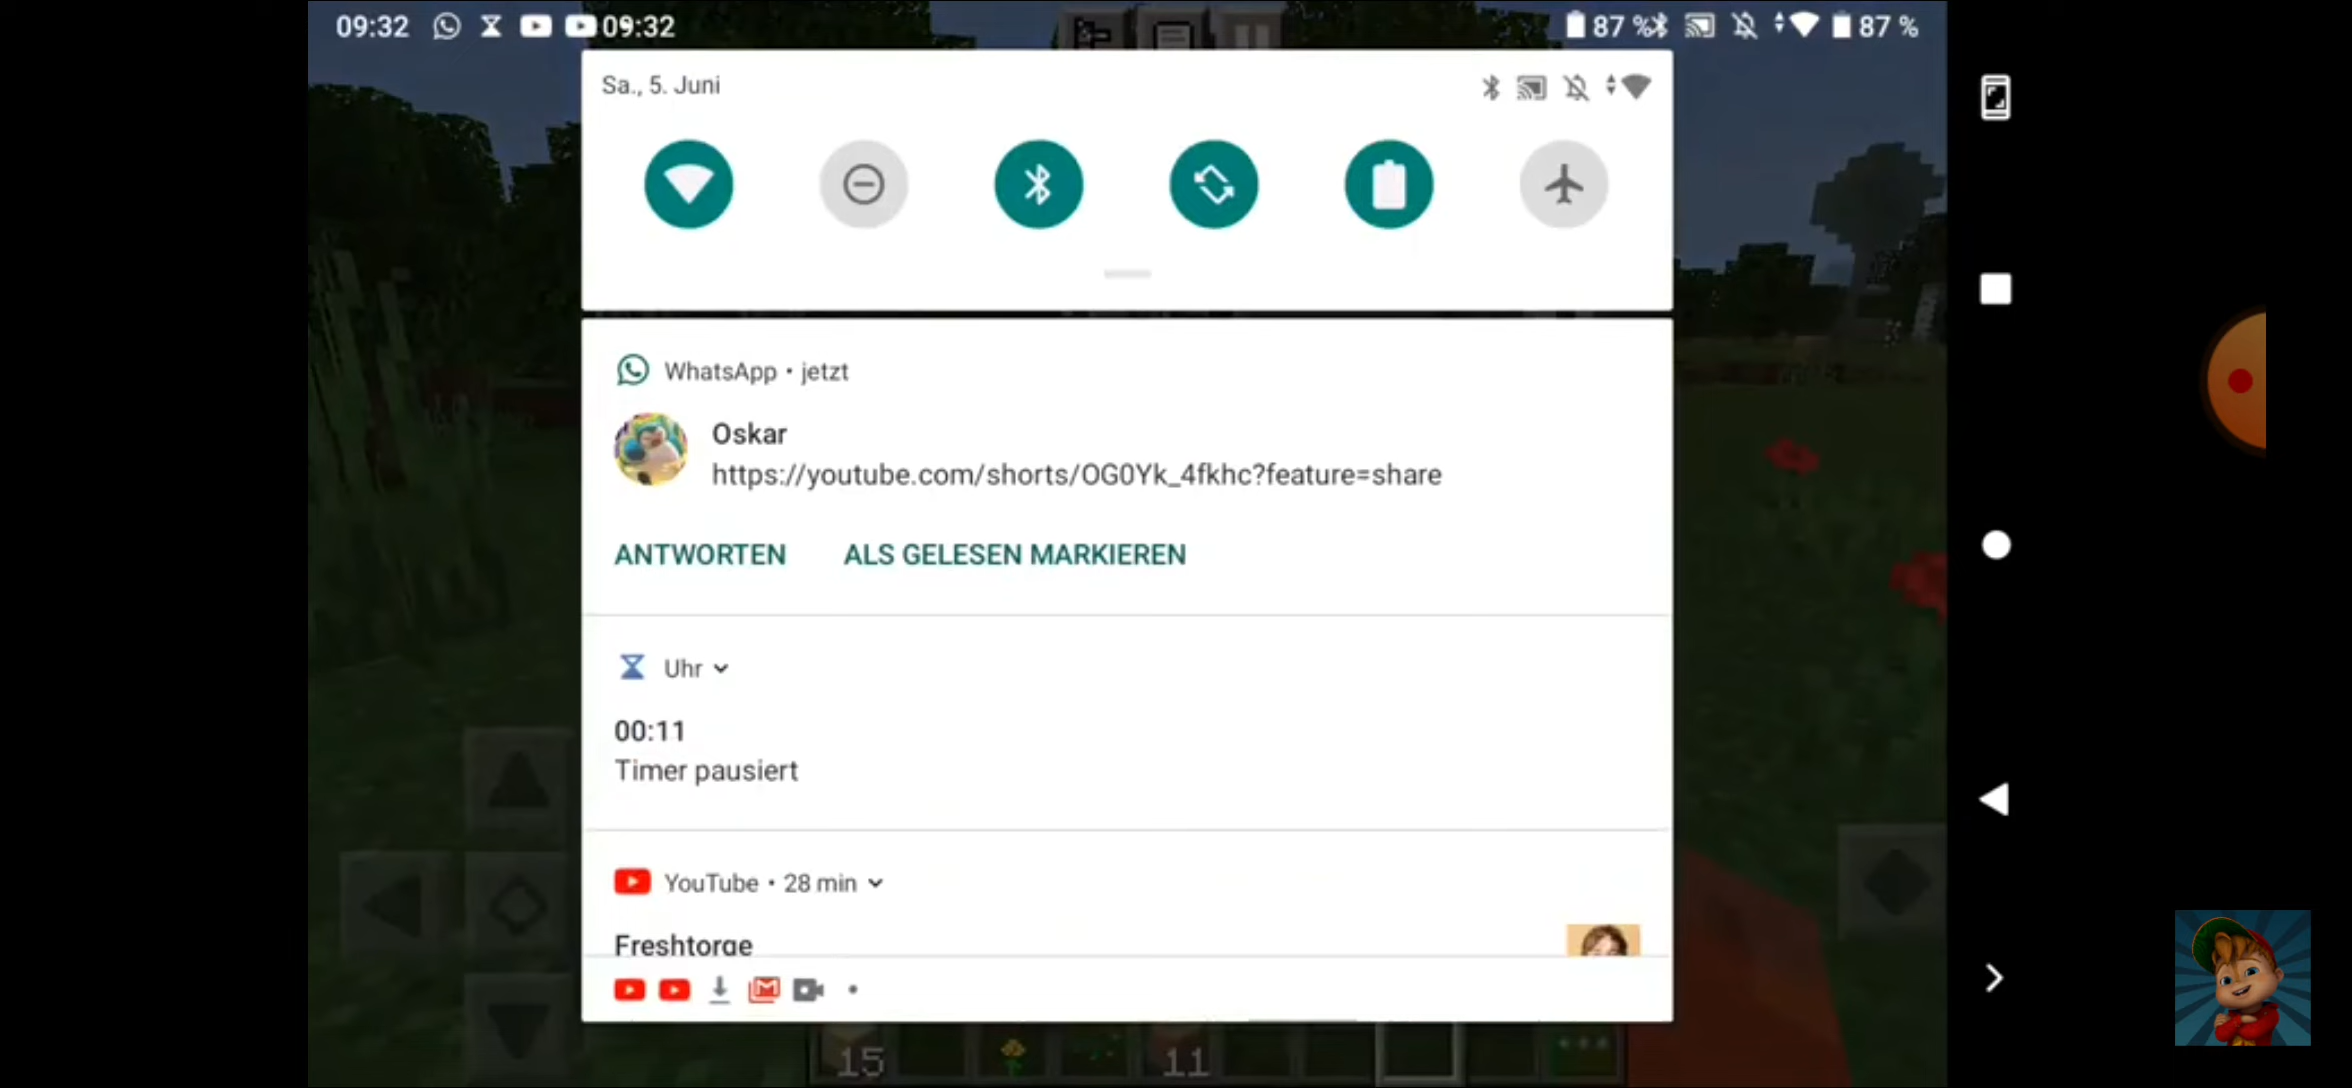 09:32 09:32 87 % 87 %
Sa., 5. Juni
WhatsApp • jetzt
Oskar
https://youtube.com/shorts/OG0Yk_4fkhc?feature=share
ANTWORTEN ALS GELESEN MARKIEREN
Uhr
00:11
Timer pausiert
YouTube • 28 min
Freshtorge
15 11